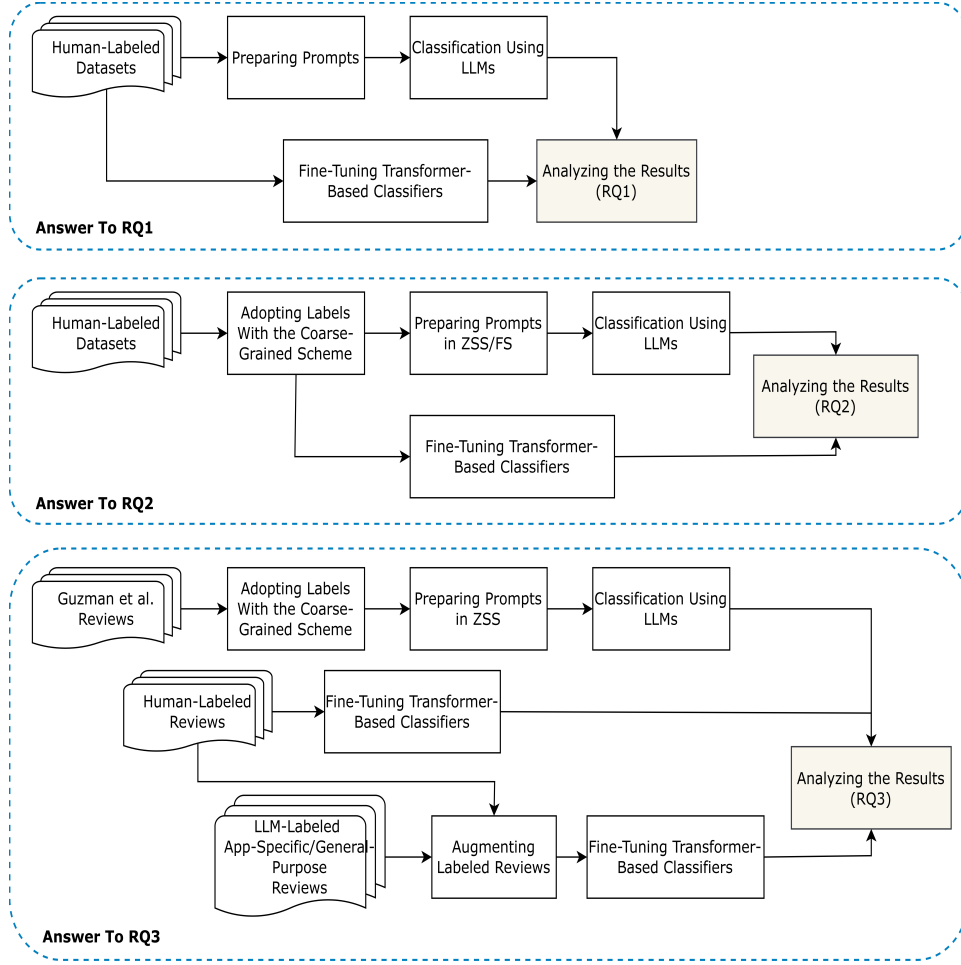 Human-Labeled
Datasets
Preparing Prompts
Classification Using
LLMs
Fine-Tuning Transformer-
Based Classifiers
Analyzing the Results
(RQ1)
Answer To RQ1
Human-Labeled
Datasets
Adopting Labels
With the Coarse-
Grained Scheme
Preparing Prompts
in ZSS/FS
Classification Using
LLMs
Analyzing the Results
(RQ2)
Fine-Tuning Transformer-
Based Classifiers
Answer To RQ2
Guzman et al.
Reviews
Adopting Labels
With the Coarse-
Grained Scheme
Preparing Prompts
in ZSS
Classification Using
LLMs
Human-Labeled
Reviews
Fine-Tuning Transformer-
Based Classifiers
Analyzing the Results
(RQ3)
LLM-Labeled
App-Specific/General-
Purpose
Reviews
Augmenting
Labeled Reviews
Fine-Tuning Transformer-
Based Classifiers
Answer To RQ3